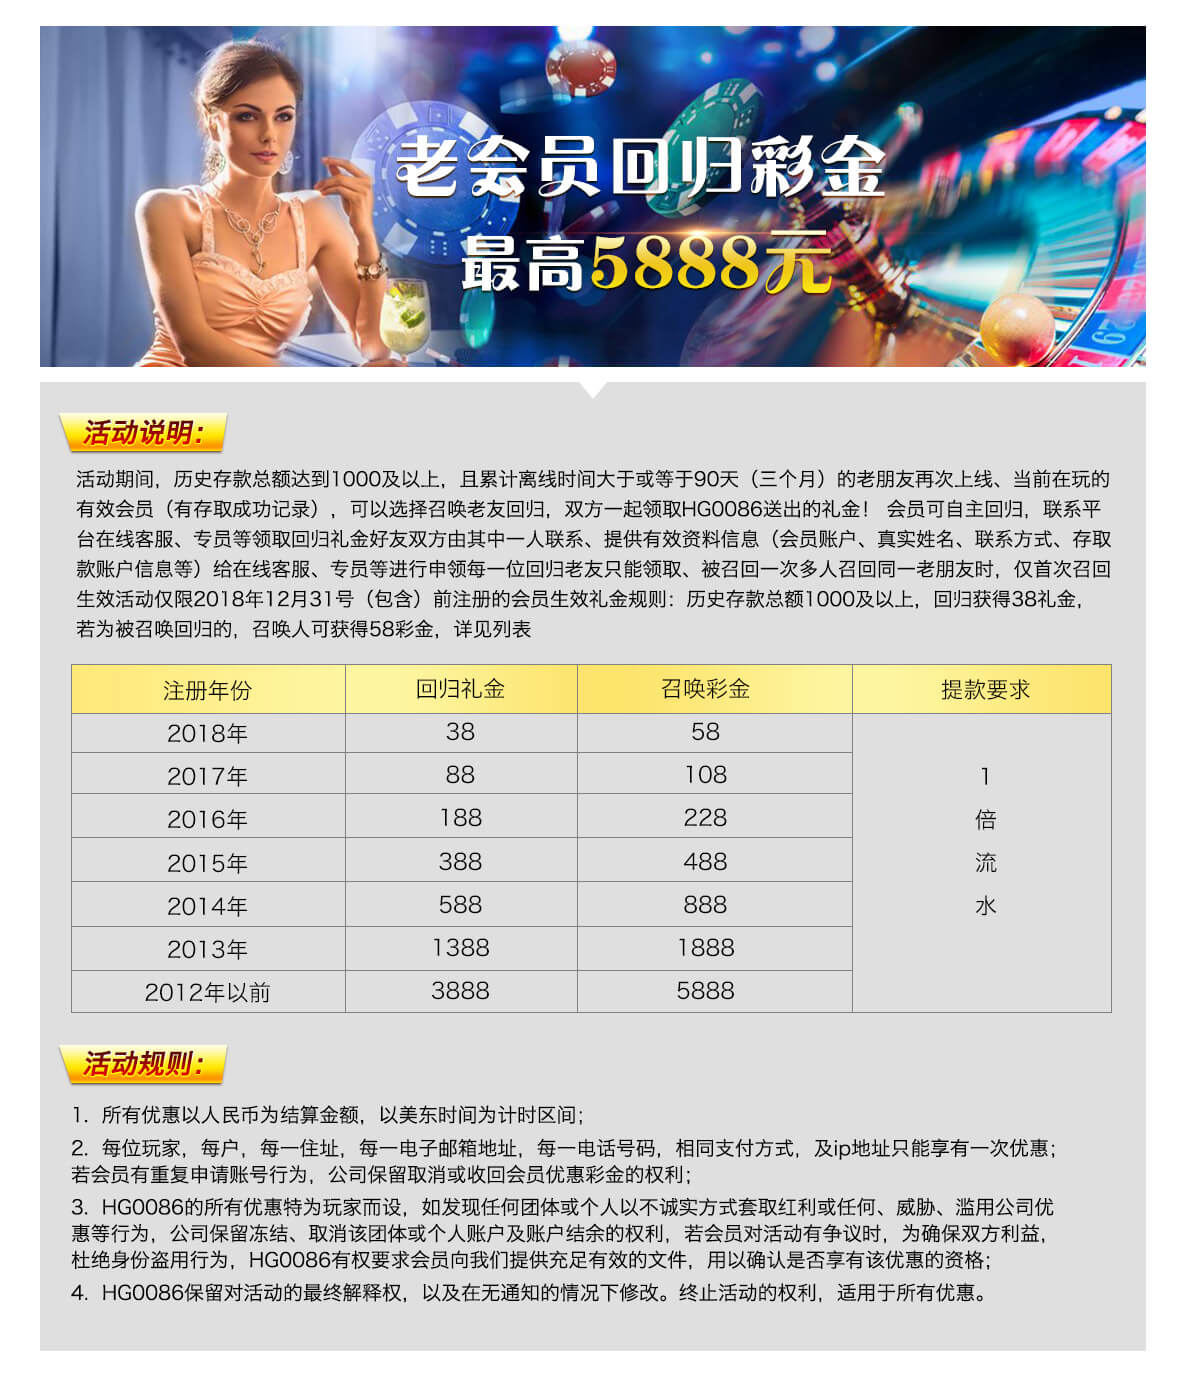 老会员回归彩金
最高5888元
活动说明：
活动期间，历史存款总额达到1000及以上，且累计离线时间大于或等于90天（三个月）的老朋友再次上线、当前在玩的
有效会员（有存取成功记录），可以选择召唤老友回归，双方一起领取HG0086送出的礼金！ 会员可自主回归，联系平
台在线客服、专员等领取回归礼金好友双方由其中一人联系、提供有效资料信息（会员账户、真实姓名、联系方式、存取
款账户信息等）给在线客服、专员等进行申领每一位回归老友只能领取、被召回一次多人召回同一老朋友时，仅首次召回
生效活动仅限2018年12月31号（包含）前注册的会员生效礼金规则：历史存款总额1000及以上，回归获得38礼金，
若为被召唤回归的，召唤人可获得58彩金，详见列表
注册年份 回归礼金 召唤彩金 提款要求
2018年 38 58
2017年 88 108 1
2016年 188 228 倍
2015年 388 488 流
2014年 588 888 水
2013年 1388 1888
2012年以前 3888 5888
活动规则：
1. 所有优惠以人民币为结算金额，以美东时间为计时区间；
2. 每位玩家，每户，每一住址，每一电子邮箱地址，每一电话号码，相同支付方式，及ip地址只能享有一次优惠；
若会员有重复申请账号行为，公司保留取消或收回会员优惠彩金的权利；
3. HG0086的所有优惠特为玩家而设，如发现任何团体或个人以不诚实方式套取红利或任何、威胁、滥用公司优
惠等行为，公司保留冻结、取消该团体或个人账户及账户结余的权利，若会员对活动有争议时，为确保双方利益，
杜绝身份盗用行为，HG0086有权要求会员向我们提供充足有效的文件，用以确认是否享有该优惠的资格；
4. HG0086保留对活动的最终解释权，以及在无通知的情况下修改。终止活动的权利，适用于所有优惠。